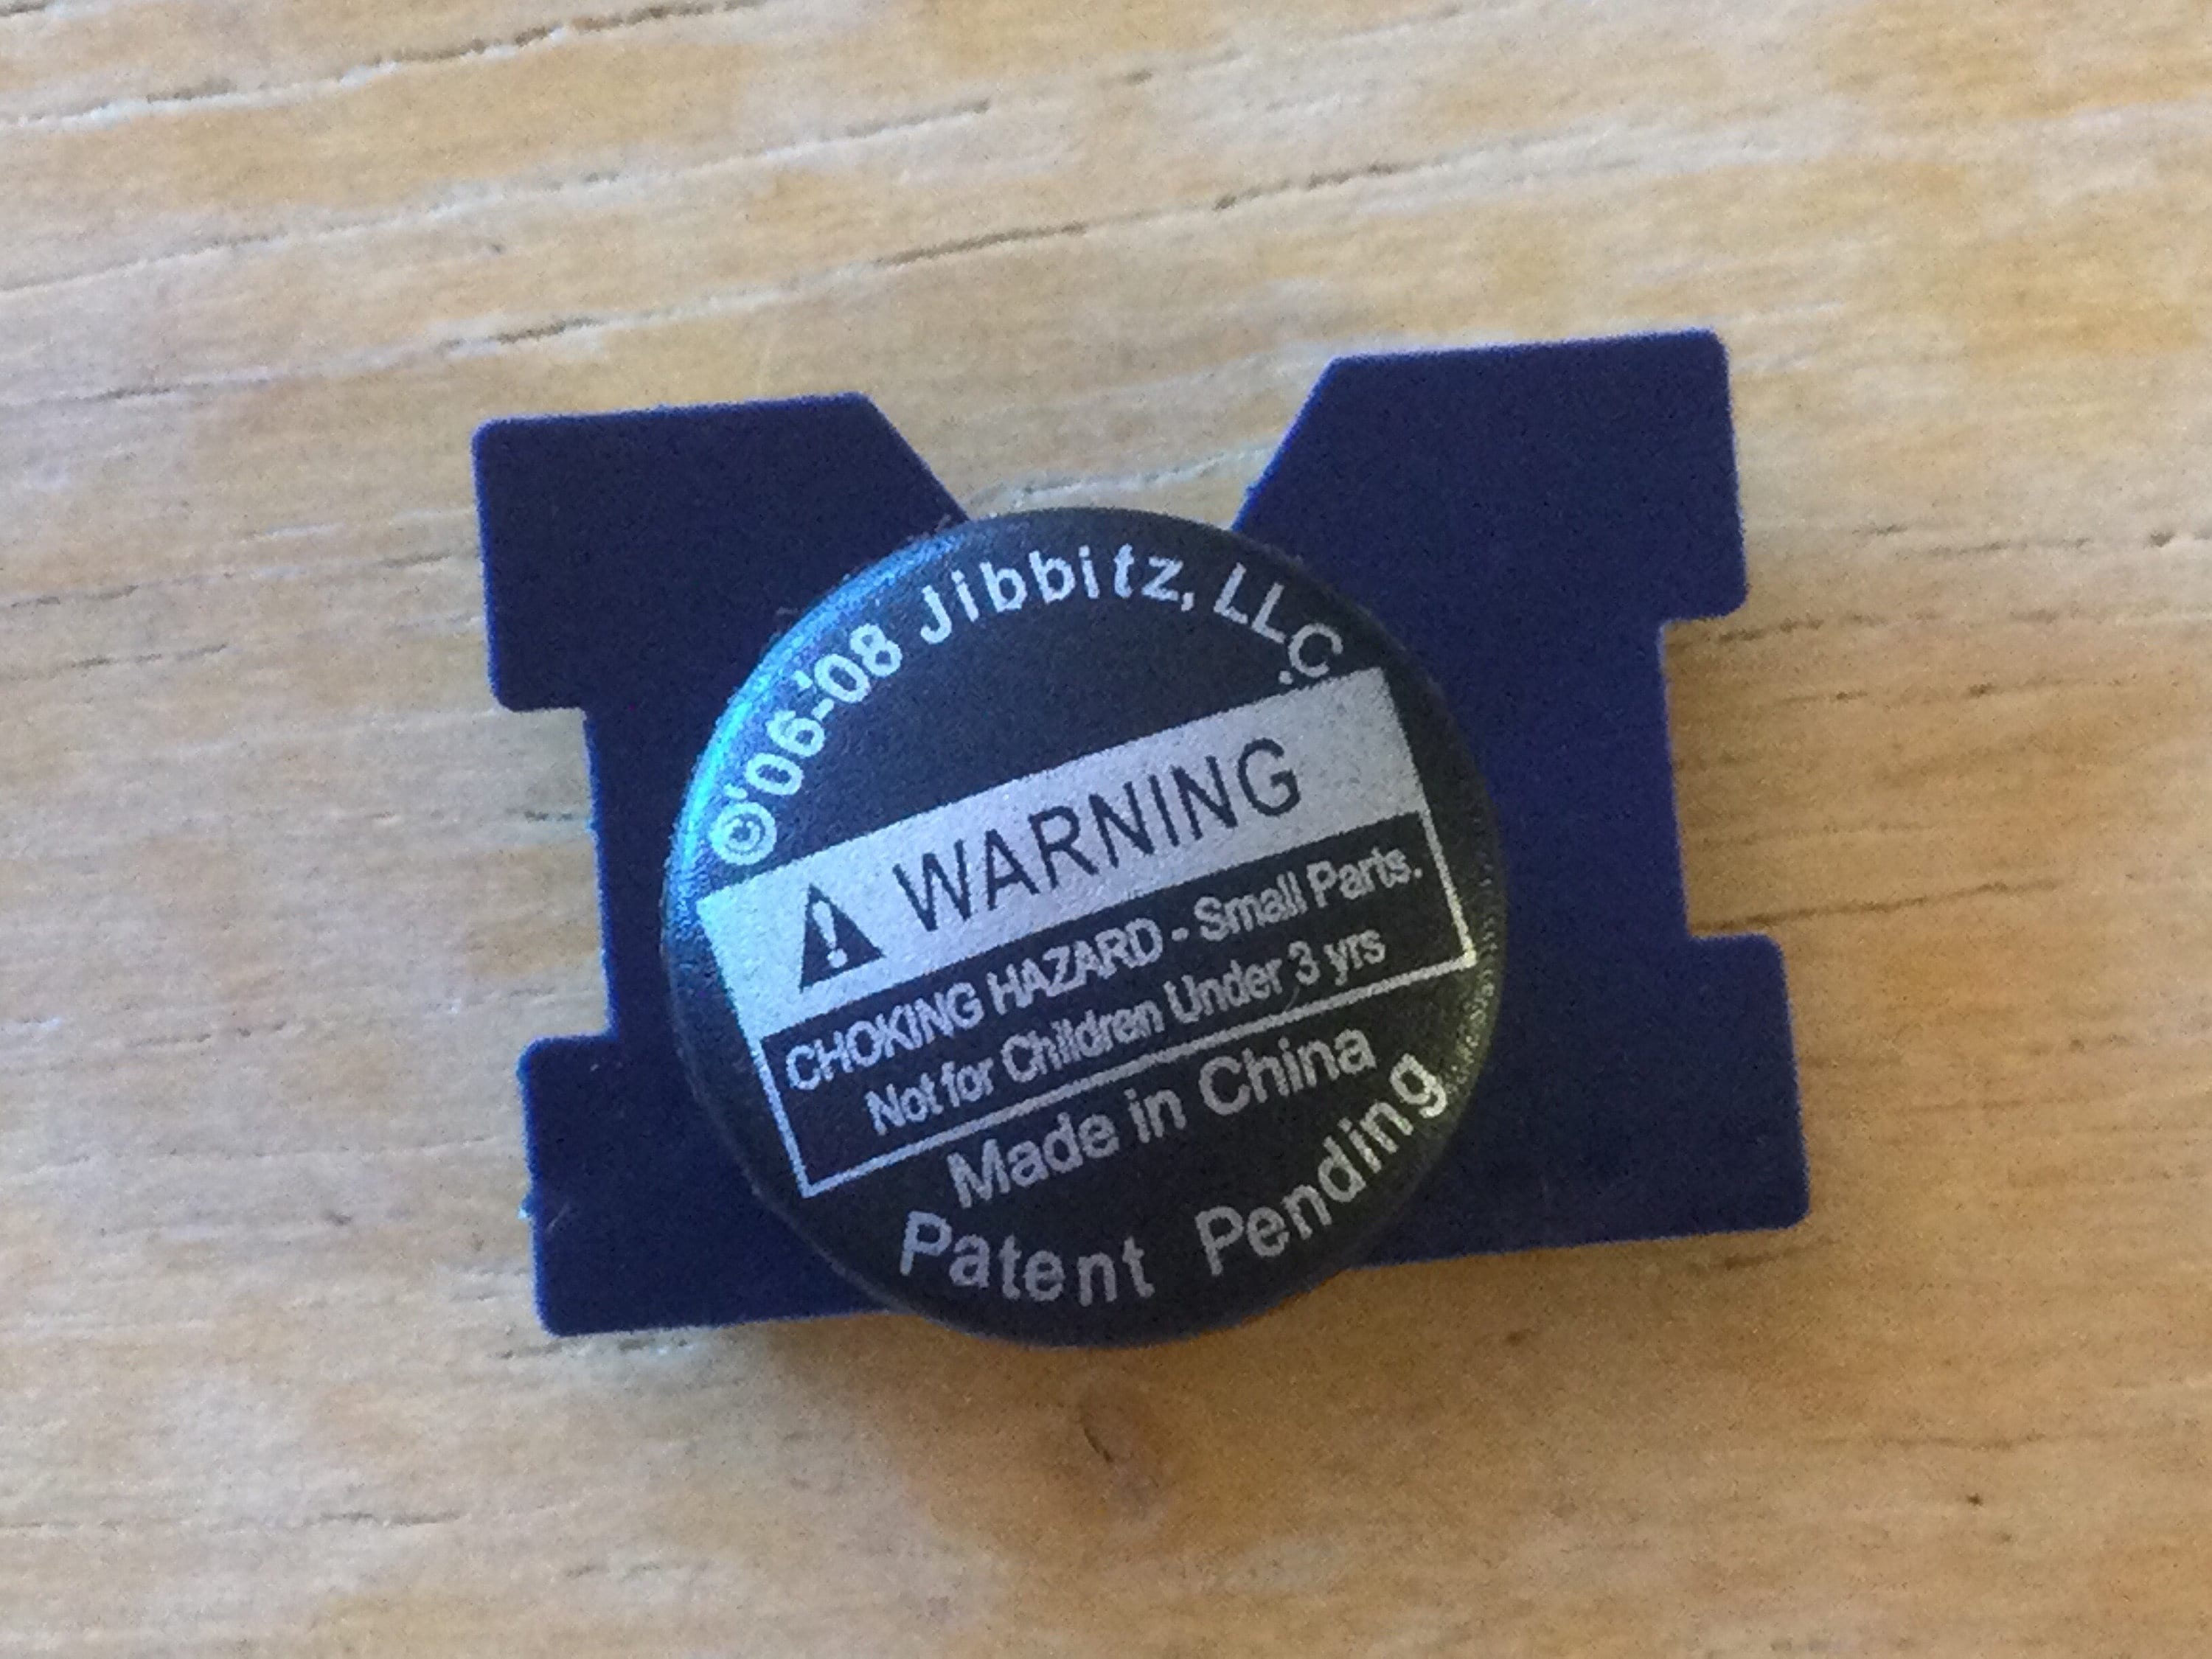 ©'06-'08 Jibbitz, LLC.
⚠ WARNING
CHOKING HAZARD - Small Parts.
Not for Children Under 3 yrs
Made in China
Patent Pending